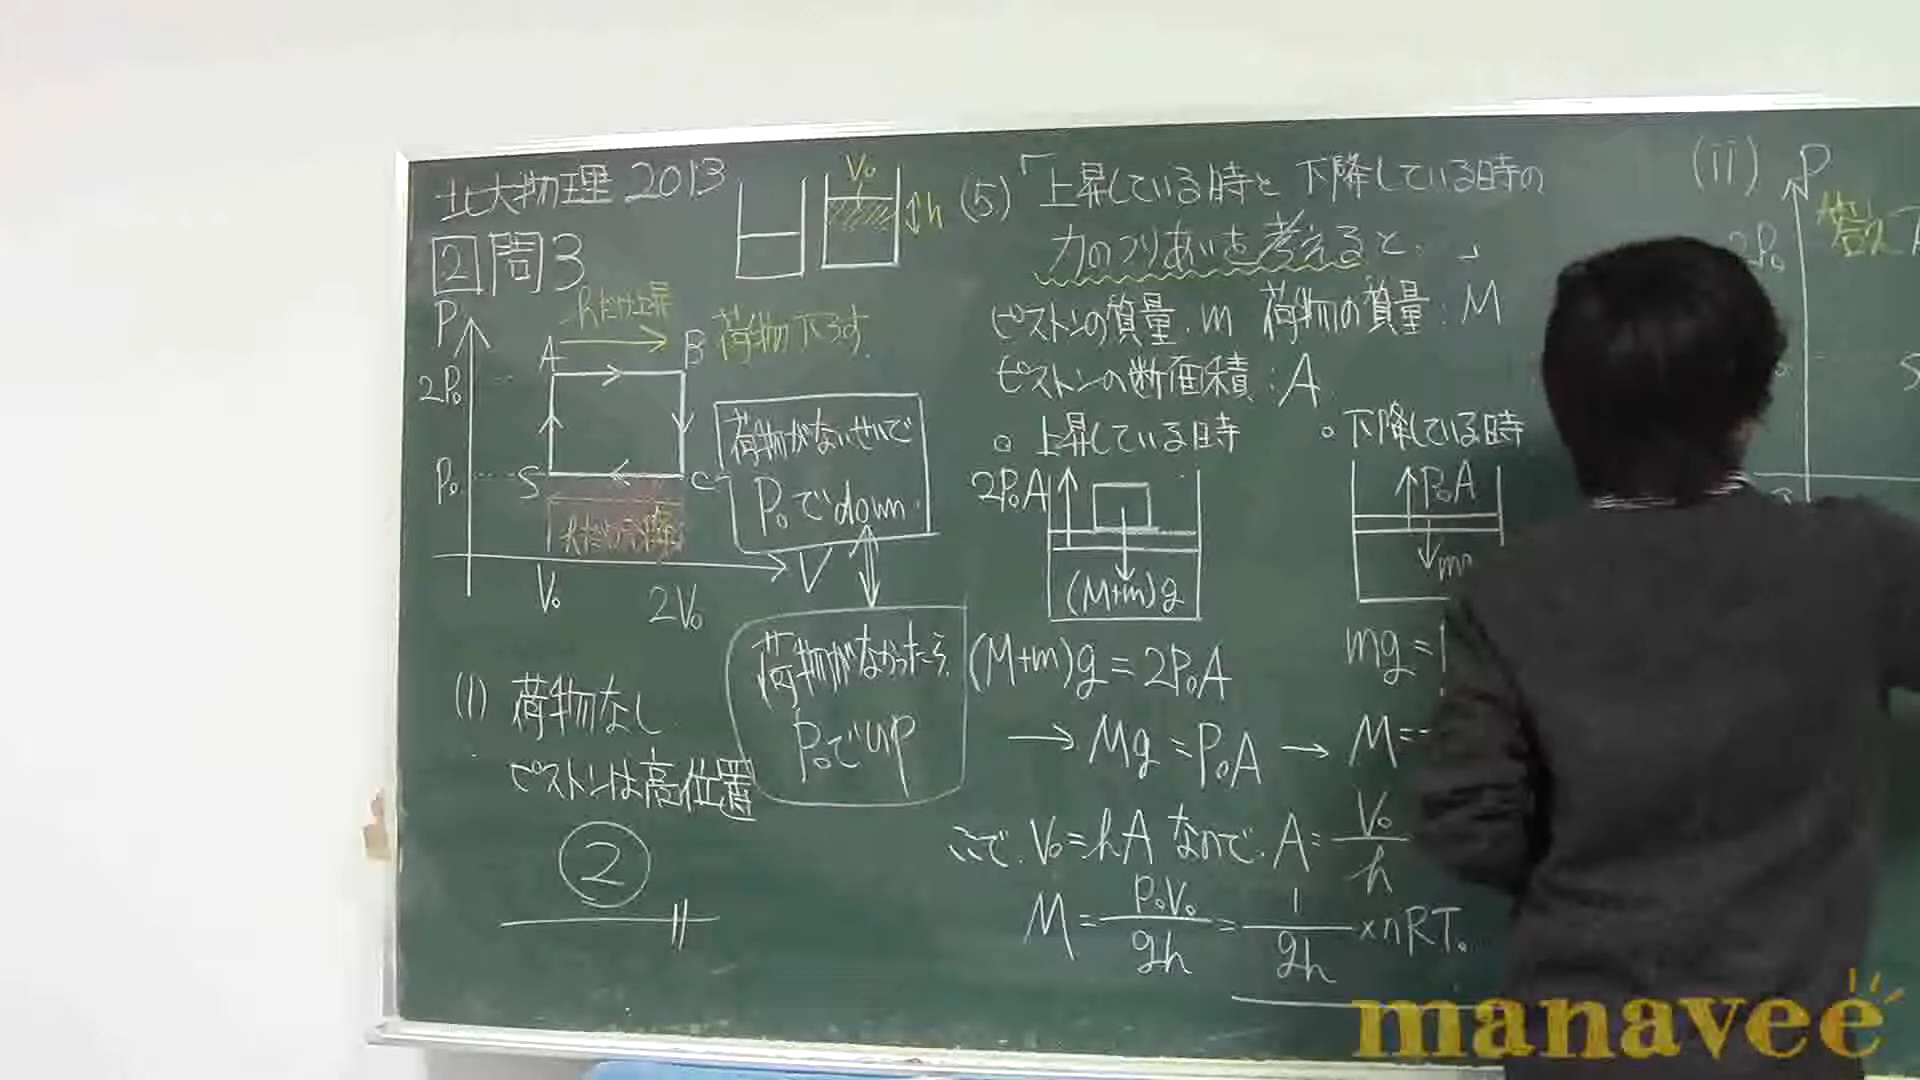 北大物理 2013
2 問3
V₀
h
P
hだけ上昇
A
B
荷物下ろす.
2P₀
荷物がないせいで
P₀でdown.
P₀
S
C
hだけ下降
V
V₀
2V₀
荷物がなかったら
P₀でup
(1) 荷物なし
ピストンは高位置
②
(5)「上昇している時と下降している時の
力のつりあいを考えると.」
ピストンの質量. m 荷物の質量: M
ピストンの断面積: A
○ 上昇している時
2P₀A
(M+m)g
(M+m)g = 2P₀A
→ Mg = P₀A →
M=
○ 下降している時
P₀A
mg =
ここで. V₀=hA なので. A= V₀/h
M = P₀V₀/gh = 1/gh ×nRT₀
(ii)
P
答え
2P₀
S
manavee